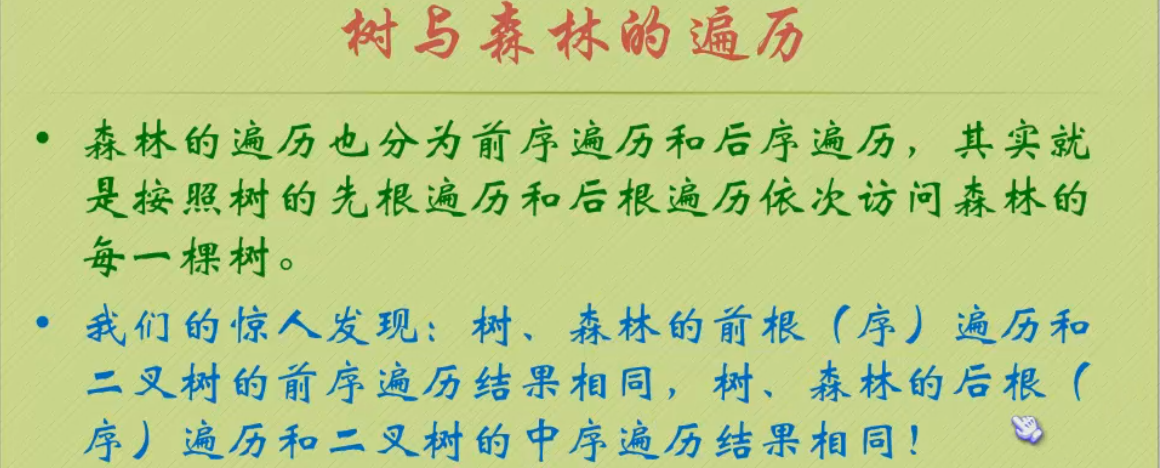 树与森林的遍历
• 森林的遍历也分为前序遍历和后序遍历，其实就
是按照树的先根遍历和后根遍历依次访问森林的
每一棵树。
• 我们的惊人发现：树、森林的前根（序）遍历和
二叉树的前序遍历结果相同，树、森林的后根（
序）遍历和二叉树的中序遍历结果相同！